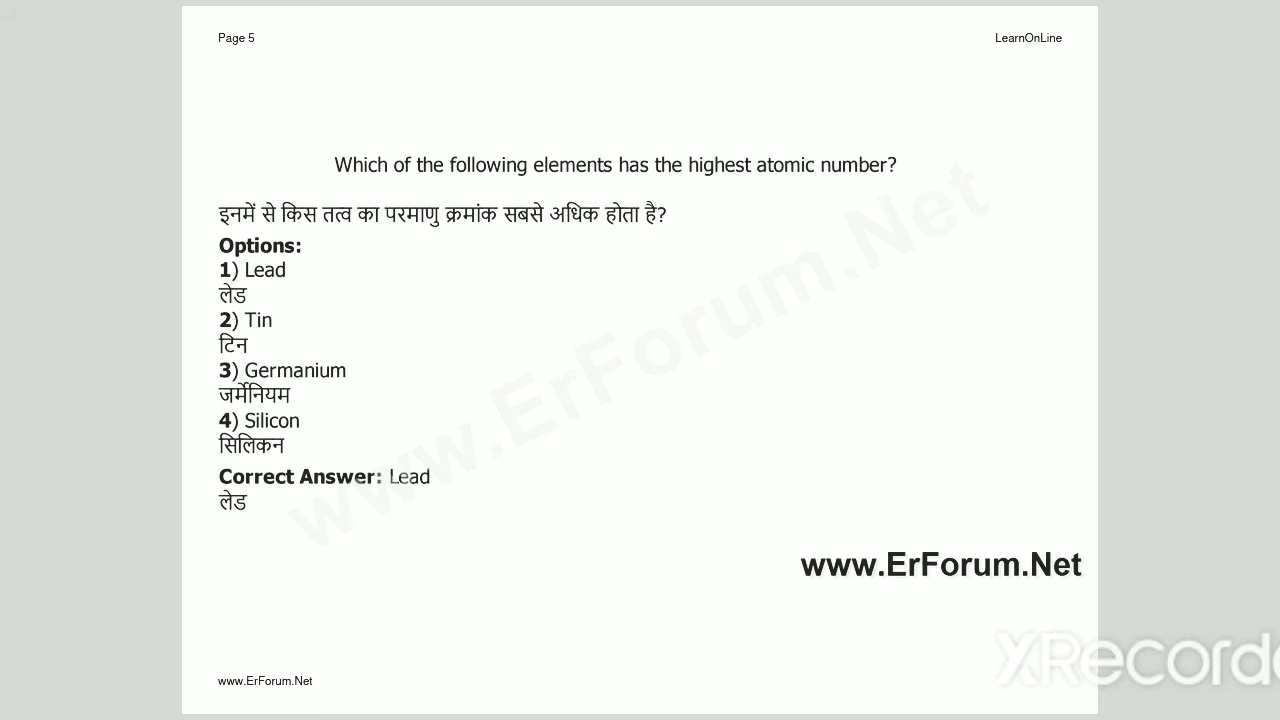 Page 5
LearnOnLine
Which of the following elements has the highest atomic number?
इनमें से किस तत्व का परमाणु क्रमांक सबसे अधिक होता है?
Options:
1) Lead
लेड
2) Tin
टिन
3) Germanium
जर्मेनियम
4) Silicon
सिलिकन
Correct Answer: Lead
लेड
www.ErForum.Net
www.ErForum.Net
XRecorde
www.ErForum.Net